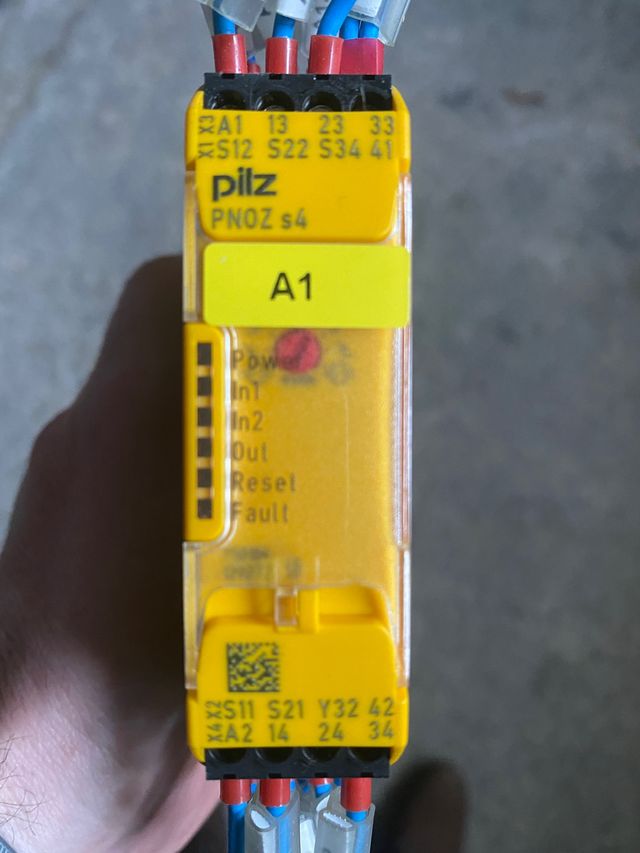 X3 A1 13 23 33
X1 S12 S22 S34 41
pilz
PNOZ s4
A1
Power
In1
In2
Out
Reset
Fault
X2 S11 S21 Y32 42
X4 A2 14 24 34